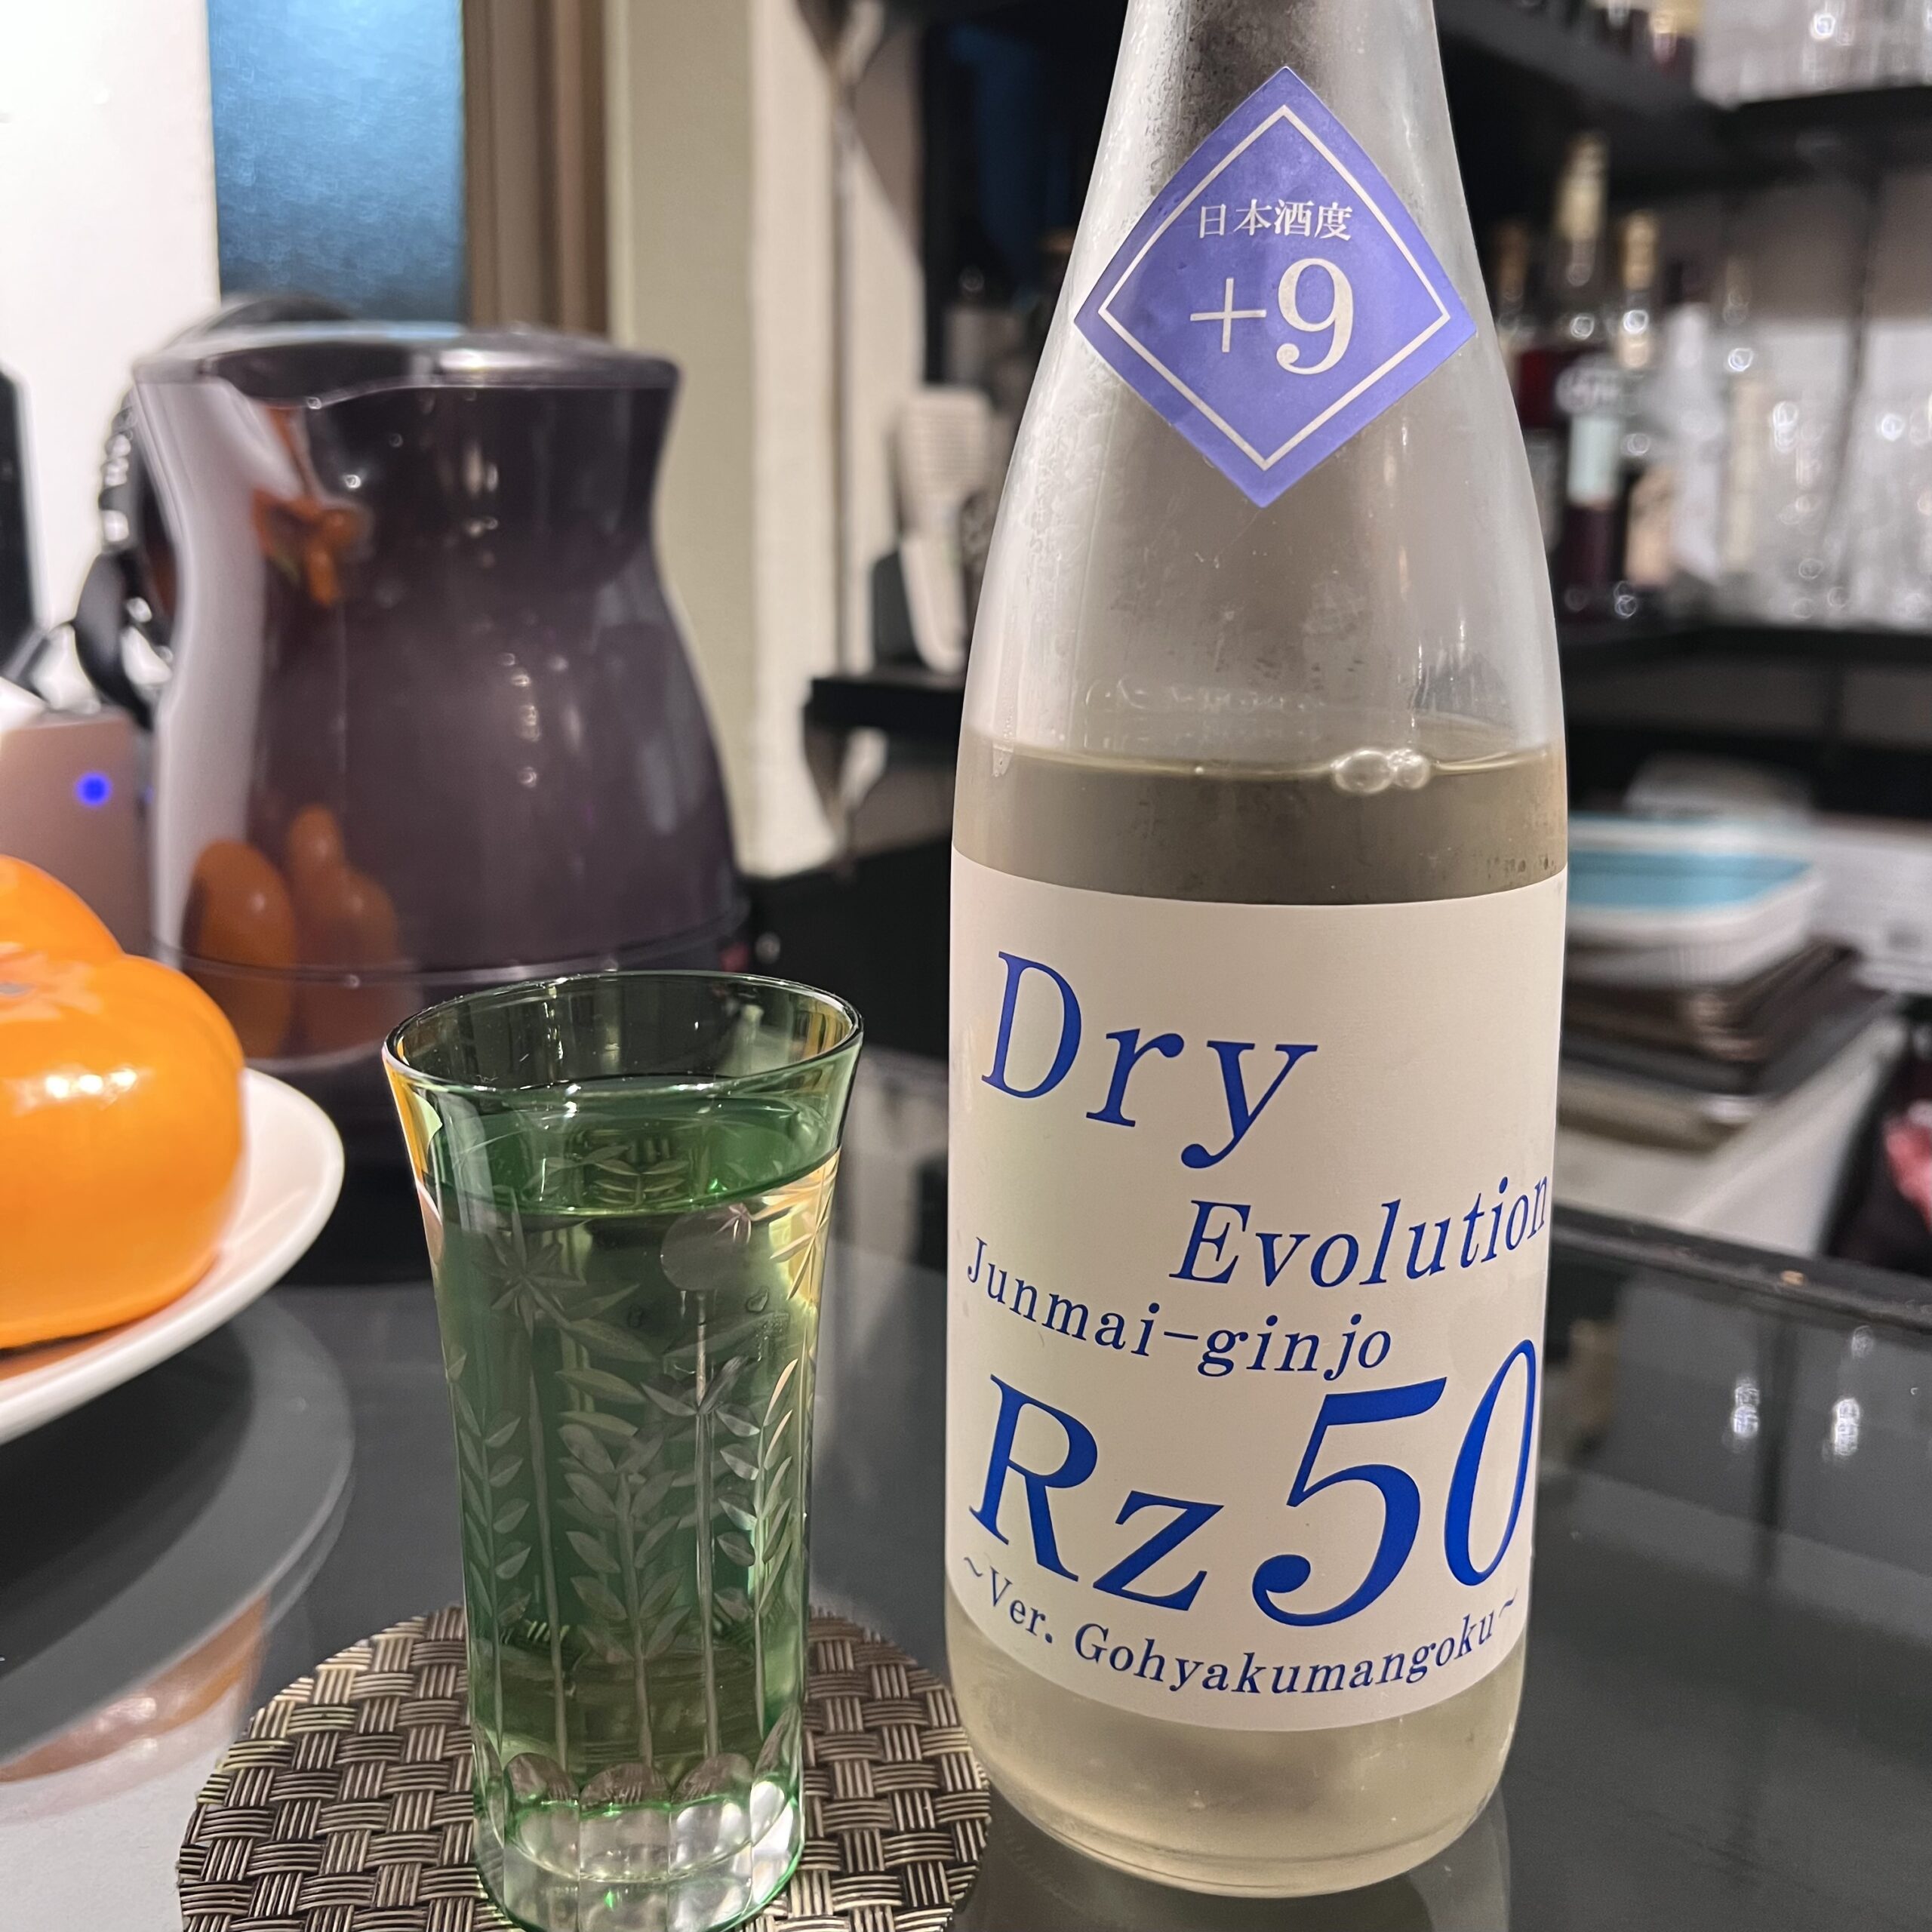 日本酒度
+9
Dry
Evolution
Junmai-ginjo
Rz50
~Ver. Gohyakumangoku~